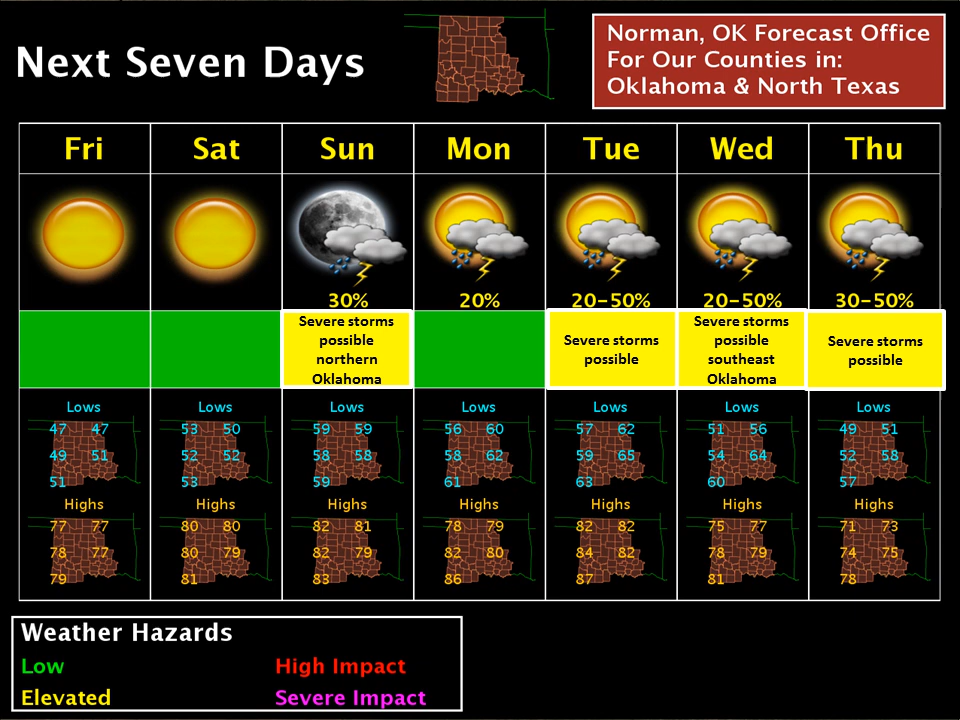 Next Seven Days
Norman, OK Forecast Office
For Our Counties in:
Oklahoma & North Texas
Fri Sat Sun Mon Tue Wed Thu
30% 20% 20-50% 20-50% 30-50%
Severe storms
possible
northern
Oklahoma
Severe storms
possible
Severe storms
possible
southeast
Oklahoma
Severe storms
possible
Lows Lows Lows Lows Lows Lows Lows
47 47 53 50 59 59 56 60 57 62 51 56 49 51
49 51 52 52 58 58 58 62 59 65 54 64 52 58
51 53 59 61 63 60 57
Highs Highs Highs Highs Highs Highs Highs
77 77 80 80 82 81 78 79 82 82 75 77 71 73
78 77 80 79 82 79 82 80 84 82 78 79 74 75
79 81 83 86 87 81 78
Weather Hazards
Low High Impact
Elevated Severe Impact